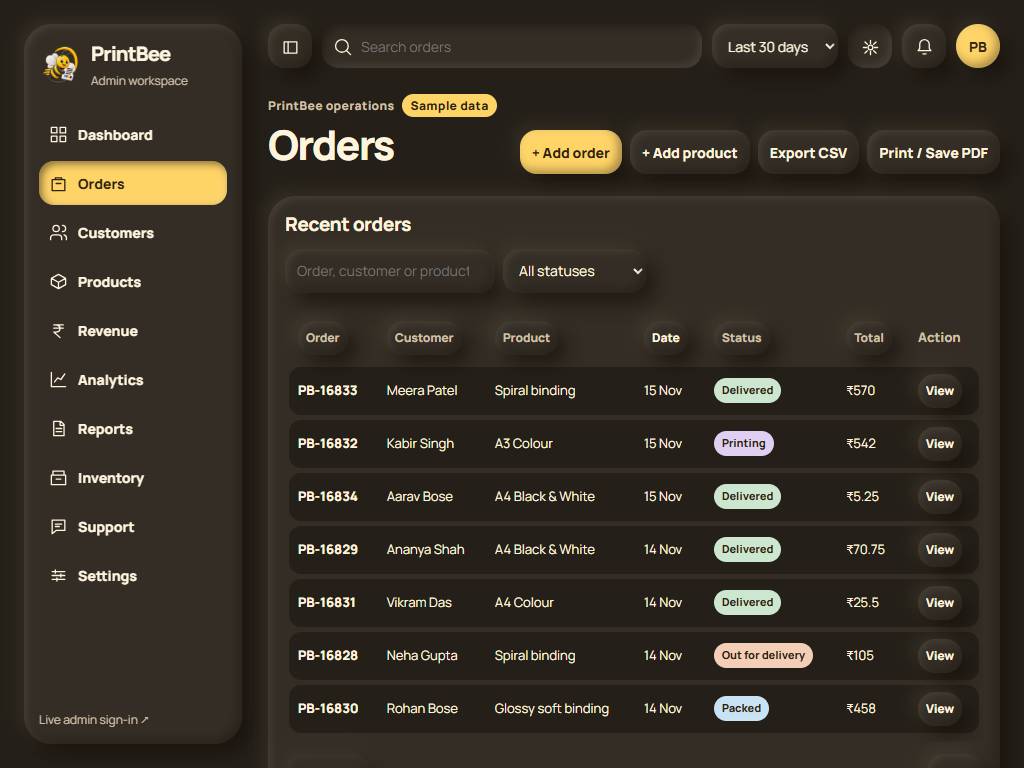 PrintBee
Admin workspace
Dashboard
Orders
Customers
Products
Revenue
Analytics
Reports
Inventory
Support
Settings
Live admin sign-in ↗
Search orders
Last 30 days
PB
PrintBee operations Sample data
Orders
+ Add order + Add product Export CSV Print / Save PDF
Recent orders
Order, customer or product All statuses
Order Customer Product Date Status Total Action
PB-16833 Meera Patel Spiral binding 15 Nov Delivered ₹570 View
PB-16832 Kabir Singh A3 Colour 15 Nov Printing ₹542 View
PB-16834 Aarav Bose A4 Black & White 15 Nov Delivered ₹5.25 View
PB-16829 Ananya Shah A4 Black & White 14 Nov Delivered ₹70.75 View
PB-16831 Vikram Das A4 Colour 14 Nov Delivered ₹25.5 View
PB-16828 Neha Gupta Spiral binding 14 Nov Out for delivery ₹105 View
PB-16830 Rohan Bose Glossy soft binding 14 Nov Packed ₹458 View